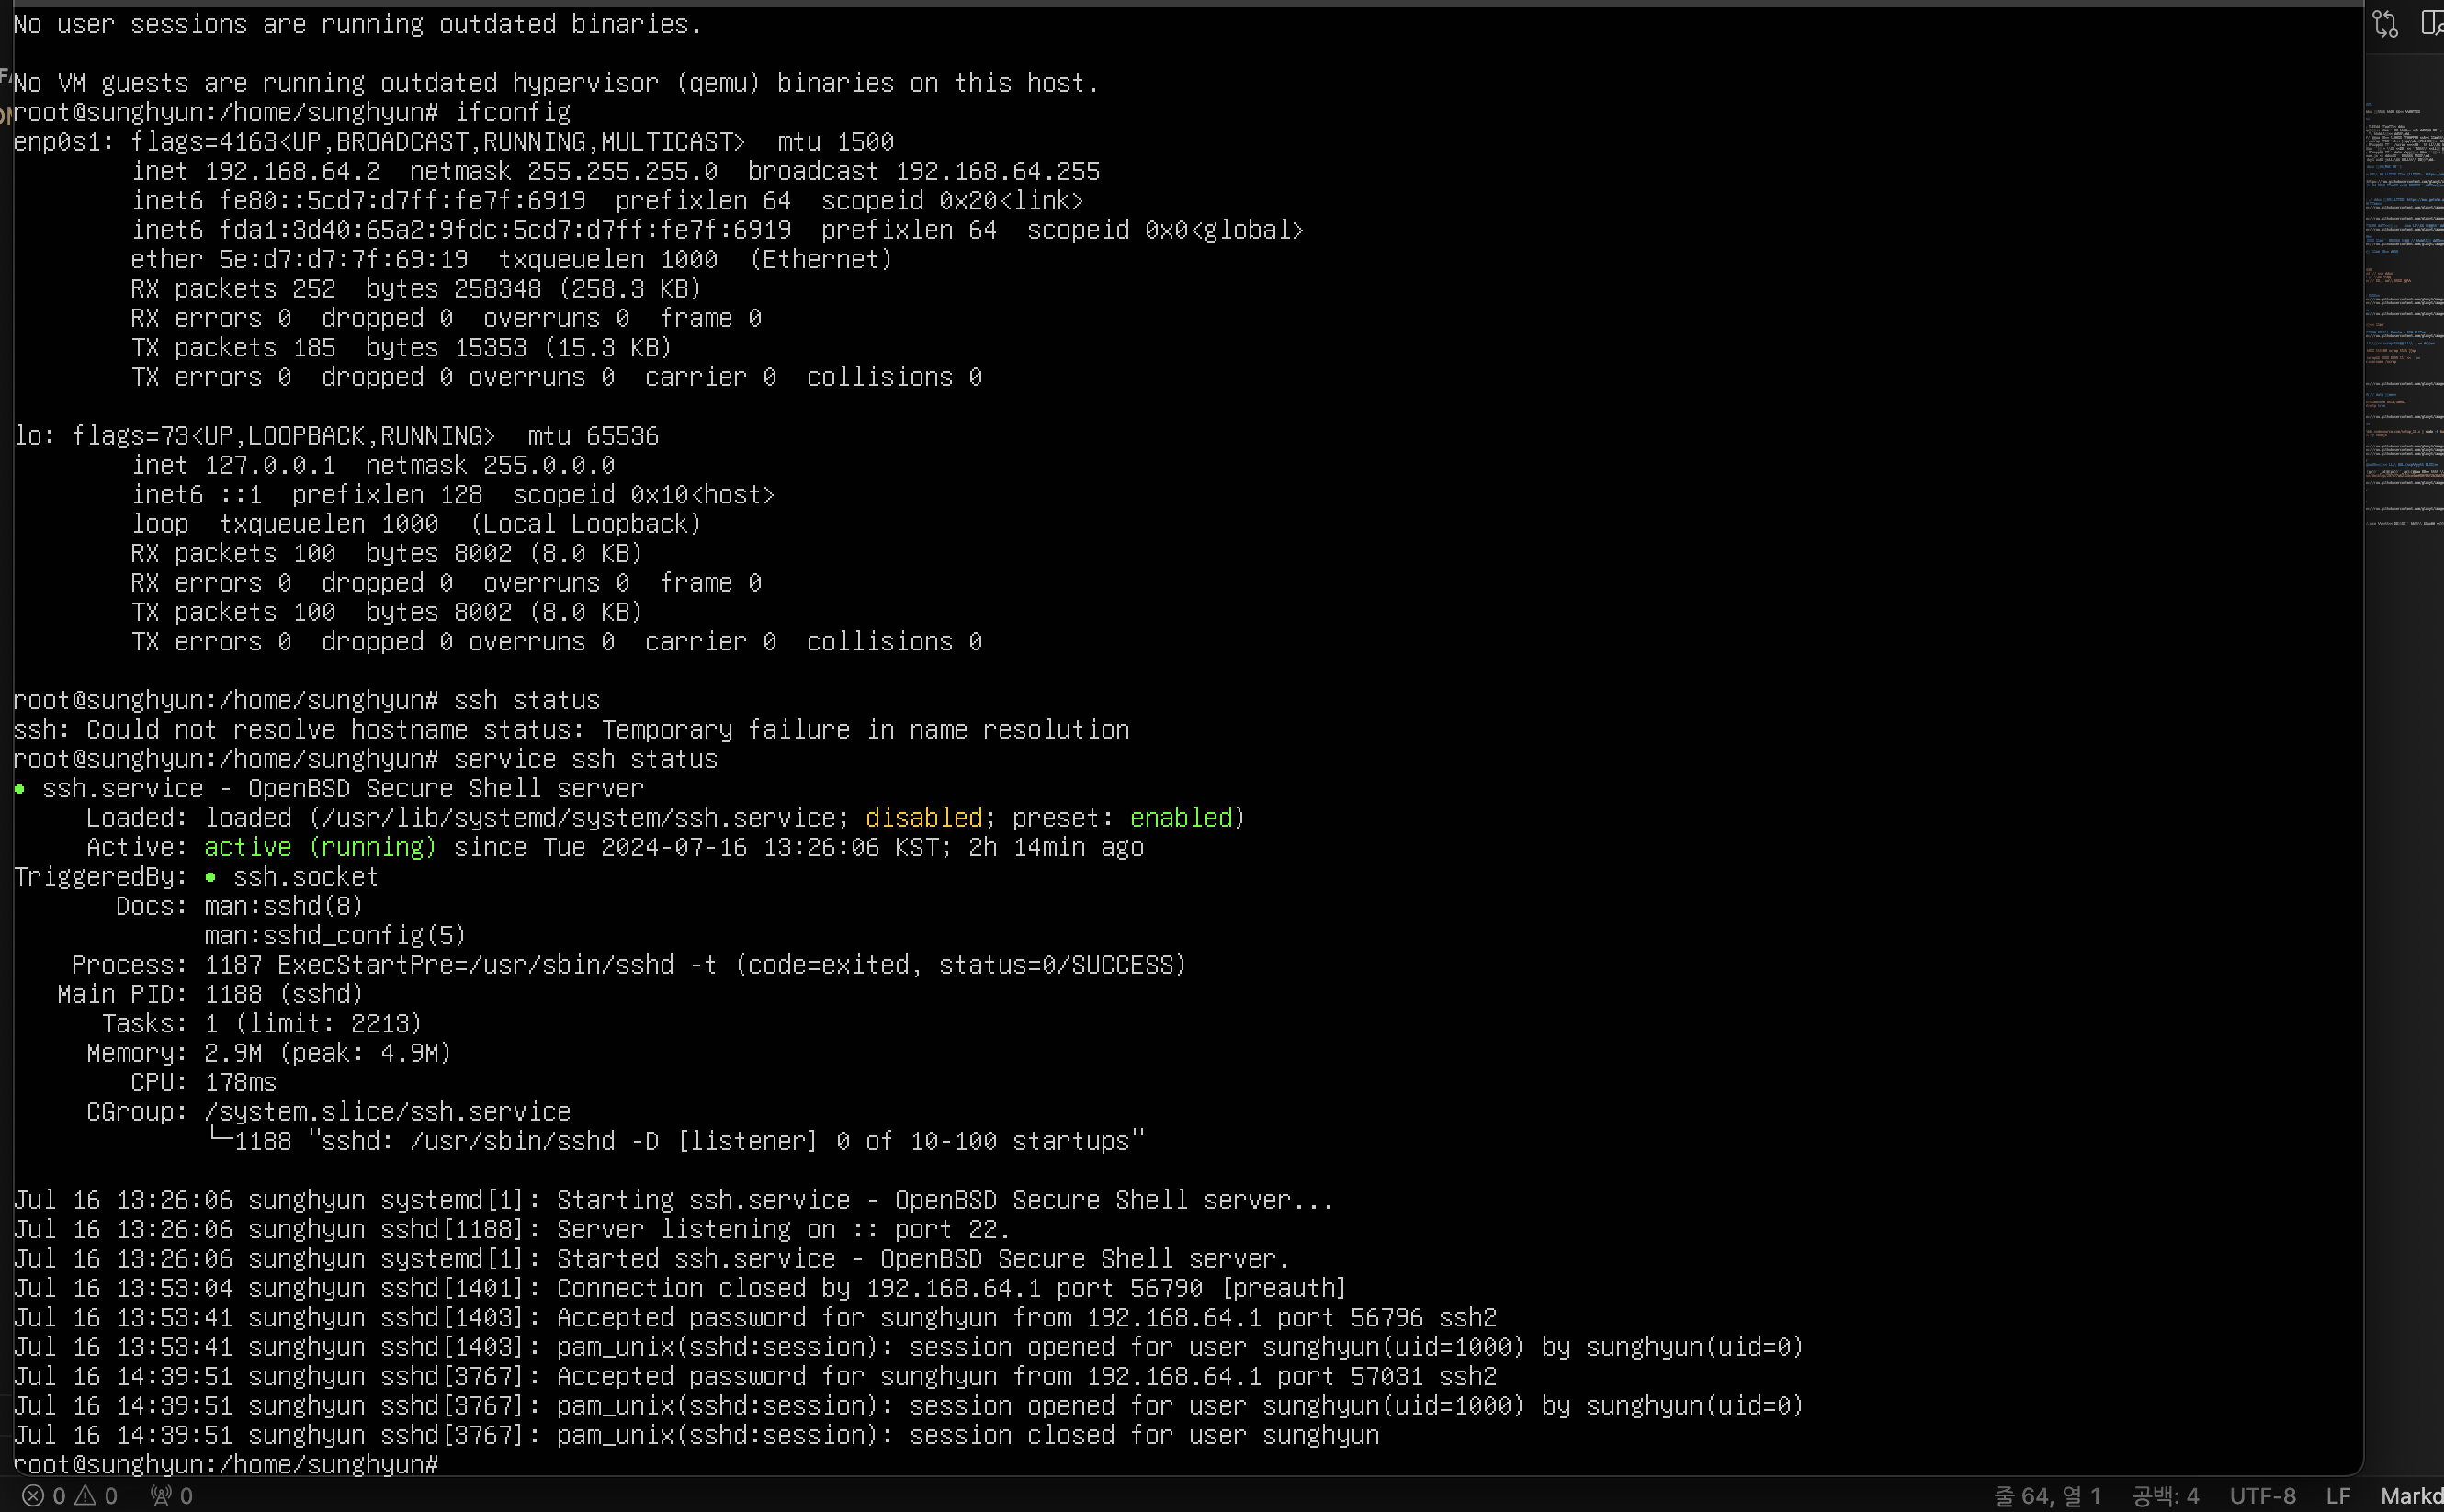 No user sessions are running outdated binaries.
No VM guests are running outdated hypervisor (qemu) binaries on this host.
root@sunghyun:/home/sunghyun# ifconfig
enp0s1: flags=4163<UP,BROADCAST,RUNNING,MULTICAST>  mtu 1500
        inet 192.168.64.2  netmask 255.255.255.0  broadcast 192.168.64.255
        inet6 fe80::5cd7:d7ff:fe7f:6919  prefixlen 64  scopeid 0x20<link>
        inet6 fda1:3d40:65a2:9fdc:5cd7:d7ff:fe7f:6919  prefixlen 64  scopeid 0x0<global>
        ether 5e:d7:d7:7f:69:19  txqueuelen 1000  (Ethernet)
        RX packets 252  bytes 258348 (258.3 KB)
        RX errors 0  dropped 0  overruns 0  frame 0
        TX packets 185  bytes 15353 (15.3 KB)
        TX errors 0  dropped 0 overruns 0  carrier 0  collisions 0
lo: flags=73<UP,LOOPBACK,RUNNING>  mtu 65536
        inet 127.0.0.1  netmask 255.0.0.0
        inet6 ::1  prefixlen 128  scopeid 0x10<host>
        loop  txqueuelen 1000  (Local Loopback)
        RX packets 100  bytes 8002 (8.0 KB)
        RX errors 0  dropped 0  overruns 0  frame 0
        TX packets 100  bytes 8002 (8.0 KB)
        TX errors 0  dropped 0 overruns 0  carrier 0  collisions 0
root@sunghyun:/home/sunghyun# ssh status
ssh: Could not resolve hostname status: Temporary failure in name resolution
root@sunghyun:/home/sunghyun# service ssh status
● ssh.service - OpenBSD Secure Shell server
     Loaded: loaded (/usr/lib/systemd/system/ssh.service; disabled; preset: enabled)
     Active: active (running) since Tue 2024-07-16 13:26:06 KST; 2h 14min ago
TriggeredBy: ● ssh.socket
       Docs: man:sshd(8)
             man:sshd_config(5)
    Process: 1187 ExecStartPre=/usr/sbin/sshd -t (code=exited, status=0/SUCCESS)
   Main PID: 1188 (sshd)
      Tasks: 1 (limit: 2213)
     Memory: 2.9M (peak: 4.9M)
        CPU: 178ms
     CGroup: /system.slice/ssh.service
             └─1188 "sshd: /usr/sbin/sshd -D [listener] 0 of 10-100 startups"
Jul 16 13:26:06 sunghyun systemd[1]: Starting ssh.service - OpenBSD Secure Shell server...
Jul 16 13:26:06 sunghyun sshd[1188]: Server listening on :: port 22.
Jul 16 13:26:06 sunghyun systemd[1]: Started ssh.service - OpenBSD Secure Shell server.
Jul 16 13:53:04 sunghyun sshd[1401]: Connection closed by 192.168.64.1 port 56790 [preauth]
Jul 16 13:53:41 sunghyun sshd[1403]: Accepted password for sunghyun from 192.168.64.1 port 56796 ssh2
Jul 16 13:53:41 sunghyun sshd[1403]: pam_unix(sshd:session): session opened for user sunghyun(uid=1000) by sunghyun(uid=0)
Jul 16 14:39:51 sunghyun sshd[3767]: Accepted password for sunghyun from 192.168.64.1 port 57031 ssh2
Jul 16 14:39:51 sunghyun sshd[3767]: pam_unix(sshd:session): session opened for user sunghyun(uid=1000) by sunghyun(uid=0)
Jul 16 14:39:51 sunghyun sshd[3767]: pam_unix(sshd:session): session closed for user sunghyun
root@sunghyun:/home/sunghyun#
0 0 0 줄 64, 열 1 공백: 4 UTF-8 LF Markd